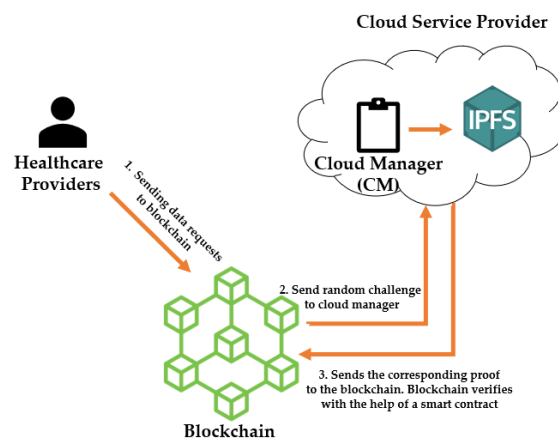 Cloud Service Provider
IPFS
Cloud Manager
(CM)
Healthcare
Providers
1. Sending data requests
to blockchain
2. Send random challenge
to cloud manager
3. Sends the corresponding proof
to the blockchain. Blockchain verifies
with the help of a smart contract
Blockchain